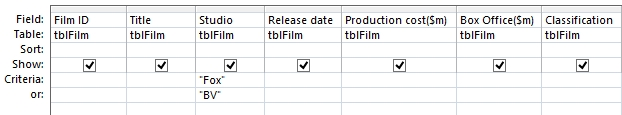 Field: Film ID Title Studio Release date Production cost($m) Box Office($m) Classification
Table: tblFilm tblFilm tblFilm tblFilm tblFilm tblFilm tblFilm
Sort:
Show:
Criteria: "Fox"
or: "BV"